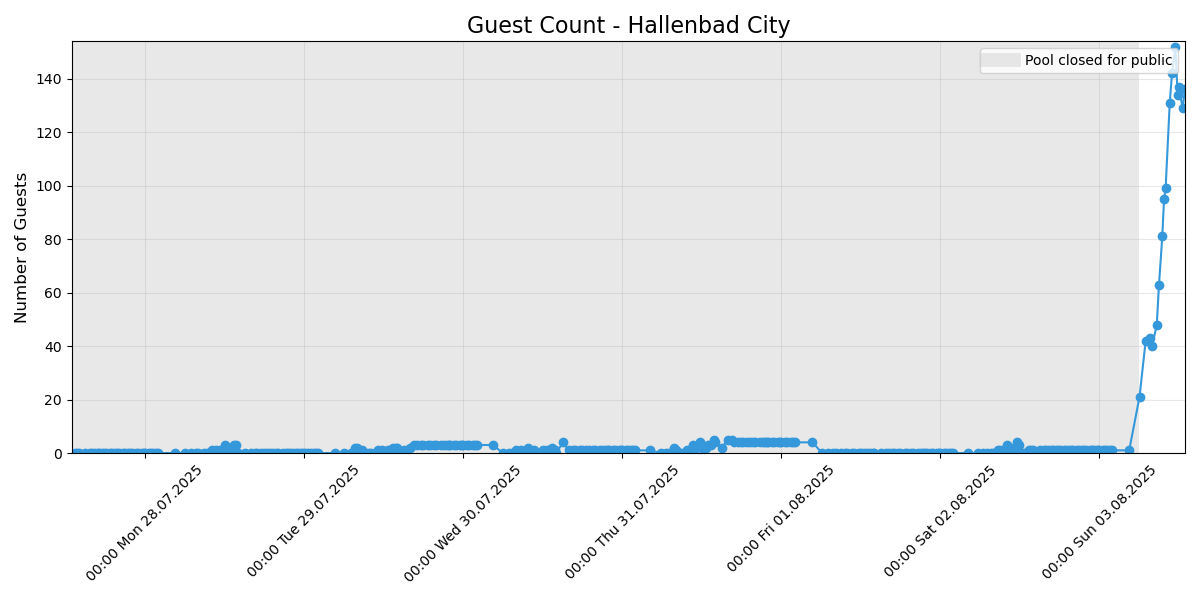 Guest Count - Hallenbad City
Pool closed for public
Number of Guests
140
120
100
80
60
40
20
0
00:00 Mon 28.07.2025
00:00 Tue 29.07.2025
00:00 Wed 30.07.2025
00:00 Thu 31.07.2025
00:00 Fri 01.08.2025
00:00 Sat 02.08.2025
00:00 Sun 03.08.2025